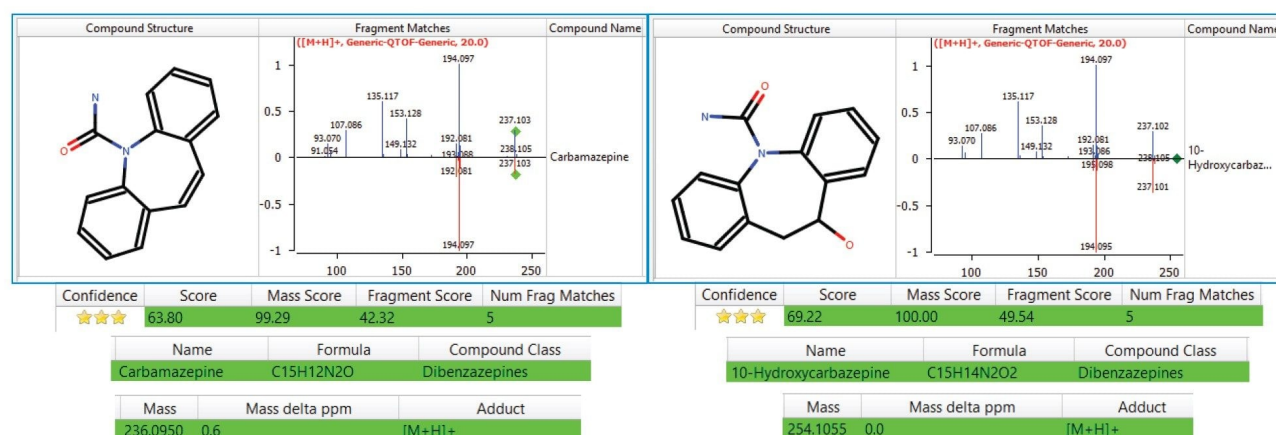 Compound Structure Fragment Matches Compound Name
([M+H]+, Generic-QTOF-Generic, 20.0)
194.097
1
135.117
153.128
0.5
107.086
237.103
93.070
149.132
192.081
91.054
193.088
238.105
0
237.103
192.081
-0.5
-1
194.097
100 150 200 250
N
O
N
Carbamazepine
Confidence Score Mass Score Fragment Score Num Frag Matches
63.80 99.29 42.32 5
Name Formula Compound Class
Carbamazepine C15H12N2O Dibenzazepines
Mass Mass delta ppm Adduct
236.0950 0.6 [M+H]+
Compound Structure Fragment Matches Compound Name
([M+H]+, Generic-QTOF-Generic, 20.0)
194.097
1
135.117
153.128
0.5
107.086
237.102
93.070
149.132
192.081
193.086
238.105
0
195.098
237.101
-0.5
-1
194.095
100 150 200 250
O
N
N
O
10-
Hydroxycarbaz...
Confidence Score Mass Score Fragment Score Num Frag Matches
69.22 100.00 49.54 5
Name Formula Compound Class
10-Hydroxycarbazepine C15H14N2O2 Dibenzazepines
Mass Mass delta ppm Adduct
254.1055 0.0 [M+H]+